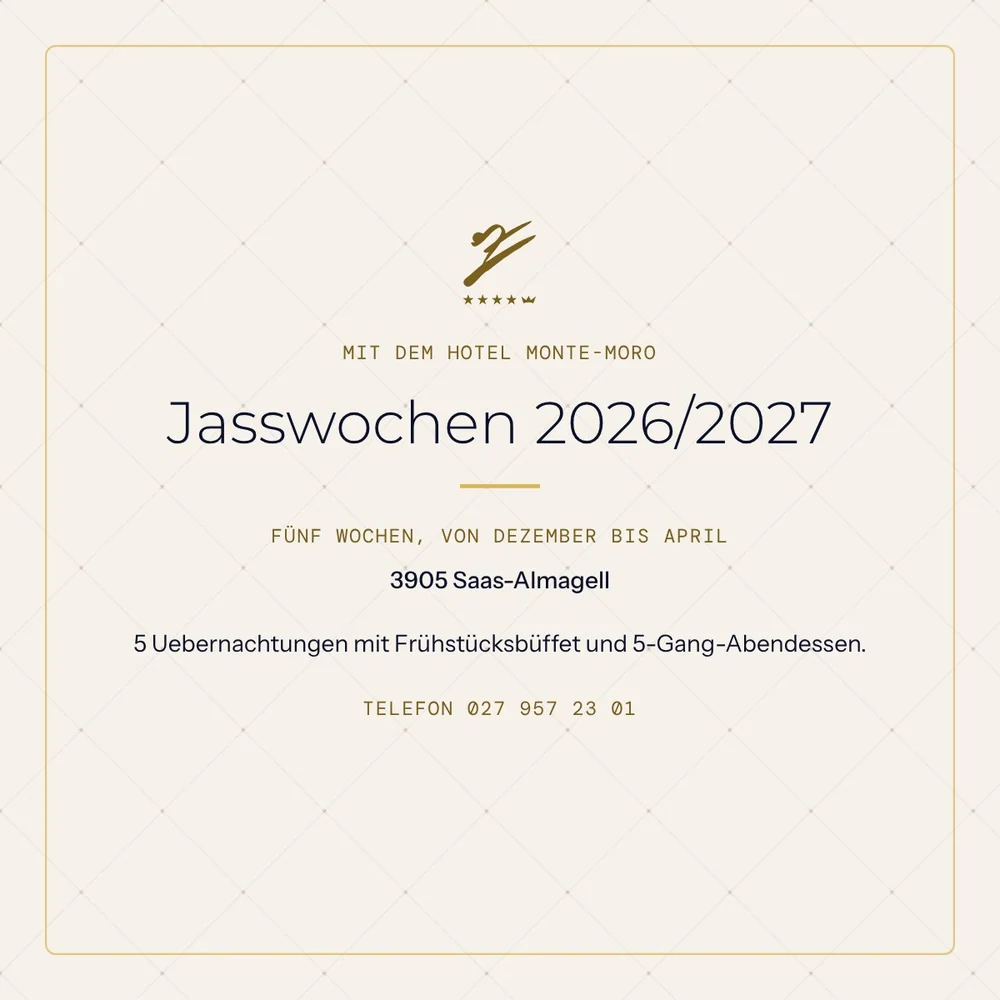 MIT DEM HOTEL MONTE-MORO
Jasswochen 2026/2027
FÜNF WOCHEN, VON DEZEMBER BIS APRIL
3905 Saas-Almagell
5 Uebernachtungen mit Frühstücksbüffet und 5-Gang-Abendessen.
TELEFON 027 957 23 01